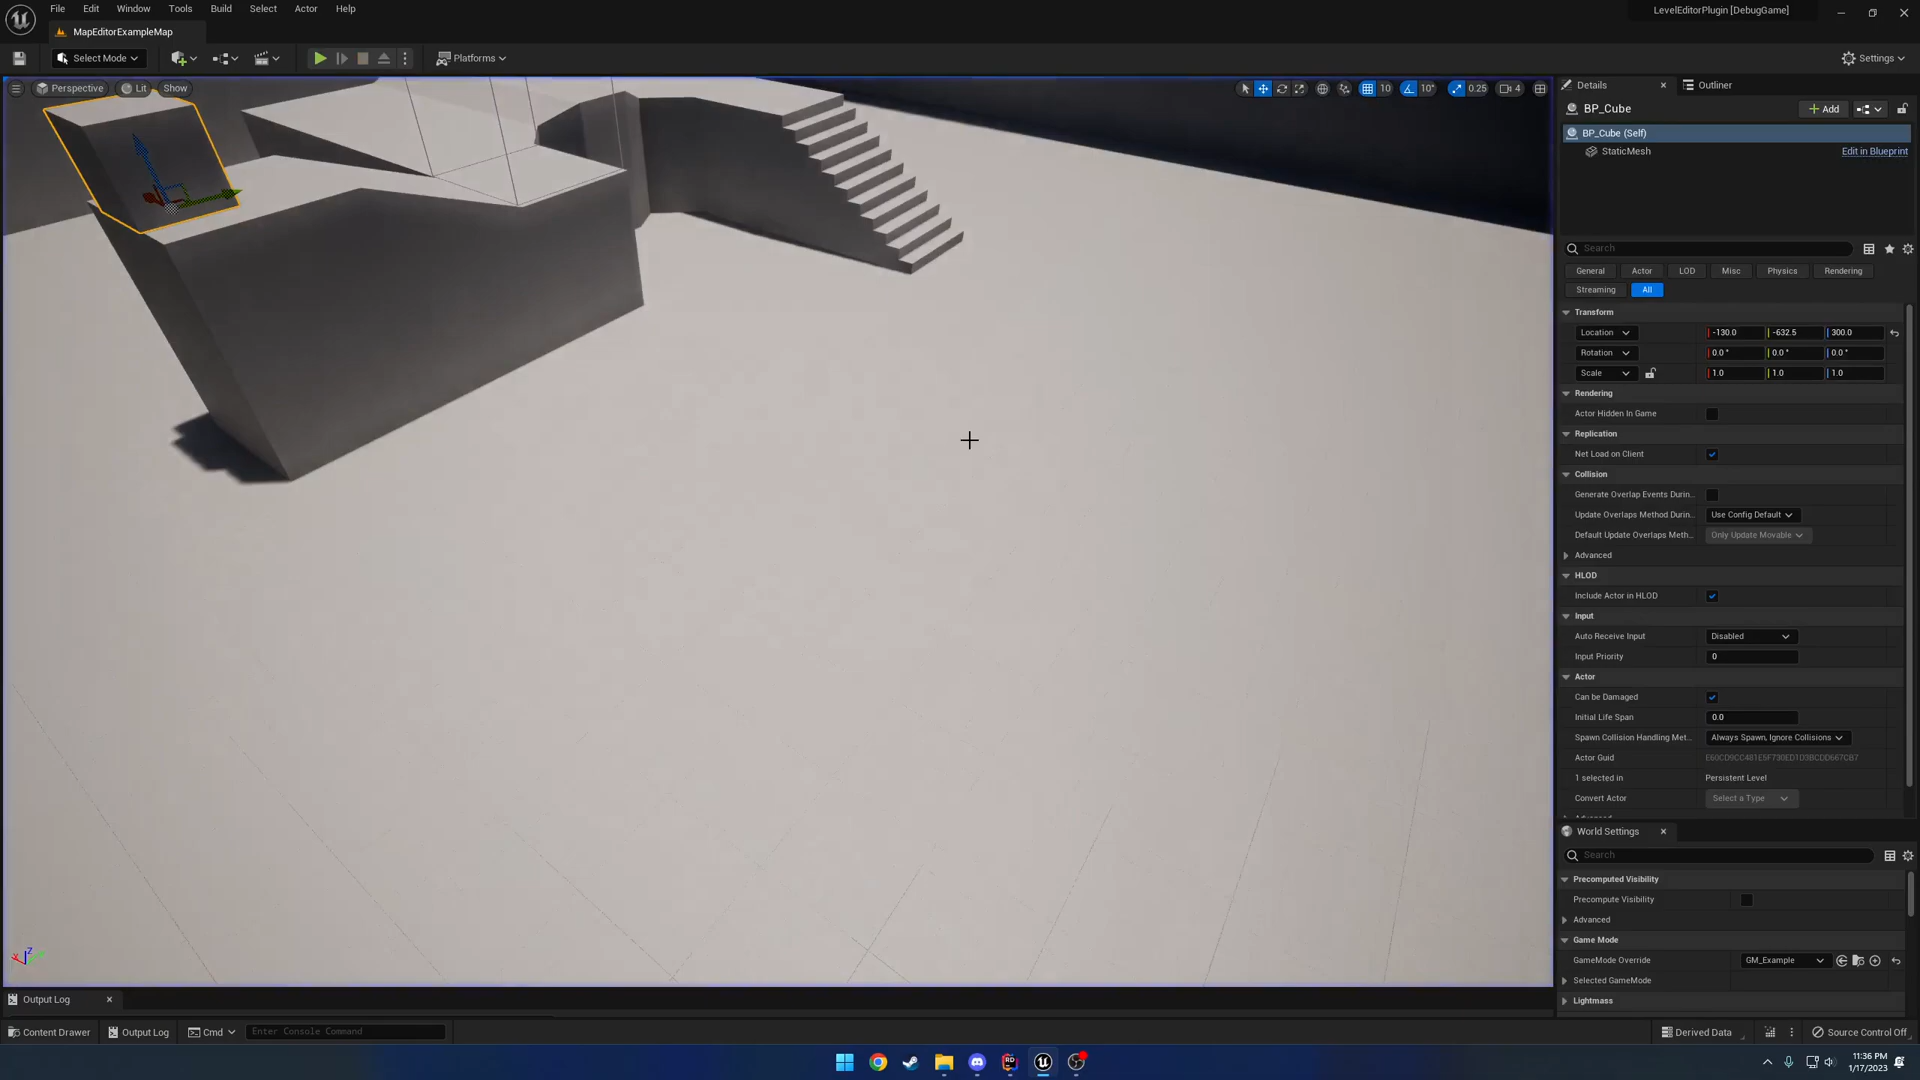 File Edit Window Tools Build Select Actor Help
LevelEditorPlugin [DebugGame]
MapEditorExampleMap
Select Mode
Platforms
Settings
Perspective Lit Show
10 10° 0.25 4
Details Outliner
BP_Cube
Add
BP_Cube (Self)
StaticMesh Edit in Blueprint
Search
General Actor LOD Misc Physics Rendering
Streaming All
Transform
Location -130.0 -632.5 300.0
Rotation 0.0° 0.0° 0.0°
Scale 1.0 1.0 1.0
Rendering
Actor Hidden In Game
Replication
Net Load on Client
Collision
Generate Overlap Events Durin...
Update Overlaps Method Durin... Use Config Default
Default Update Overlaps Meth... Only Update Movable
Advanced
HLOD
Include Actor in HLOD
Input
Auto Receive Input Disabled
Input Priority 0
Actor
Can be Damaged
Initial Life Span 0.0
Spawn Collision Handling Met... Always Spawn, Ignore Collisions
Actor Guid
1 selected in Persistent Level
Convert Actor Select a Type
World Settings
Search
Precomputed Visibility
Precompute Visibility
Advanced
Game Mode
GameMode Override GM_Example
Selected GameMode
Lightmass
Z
Output Log
Content Drawer Output Log Cmd Enter Console Command
Derived Data Source Control Off
11:36 PM
1/17/2023